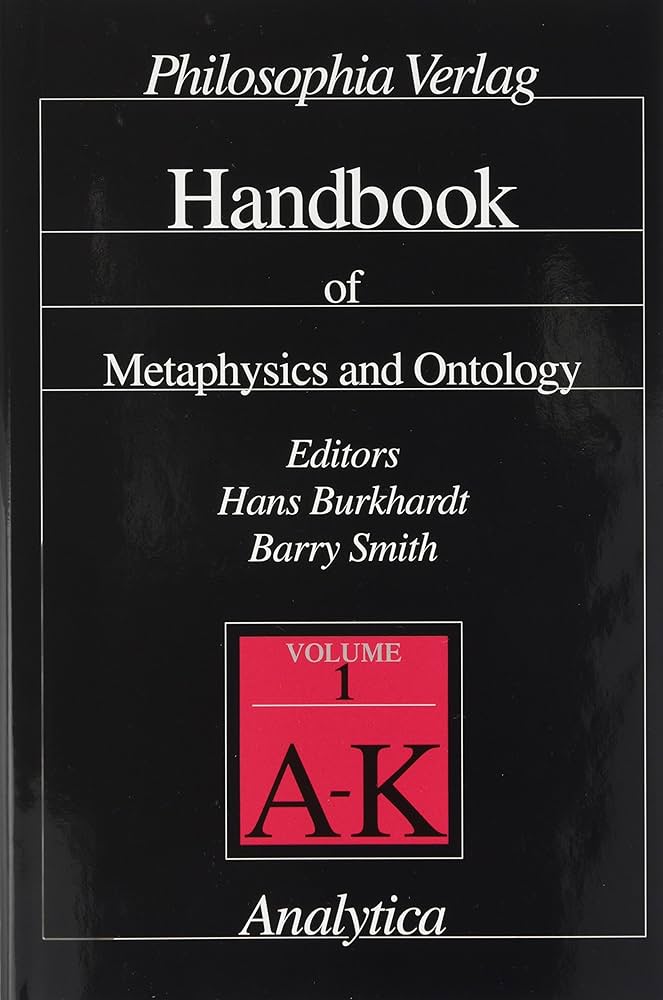 Philosophia Verlag
Handbook
of
Metaphysics and Ontology
Editors
Hans Burkhardt
Barry Smith
VOLUME
1
A-K
Analytica